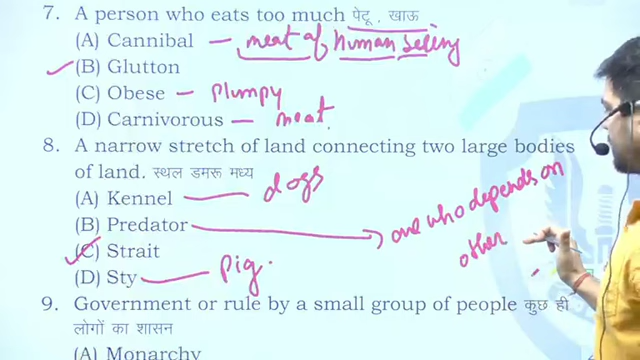 7. A person who eats too much पेटू , खाऊ
(A) Cannibal — meat of human being
(B) Glutton
(C) Obese — plumpy
(D) Carnivorous — meat
8. A narrow stretch of land connecting two large bodies
of land. स्थल डमरू मध्य
(A) Kennel — dogs
(B) Predator → one who depends on
other
(C) Strait
(D) Sty — pig.
9. Government or rule by a small group of people कुछ ही
लोगों का शासन
(A) Monarchy